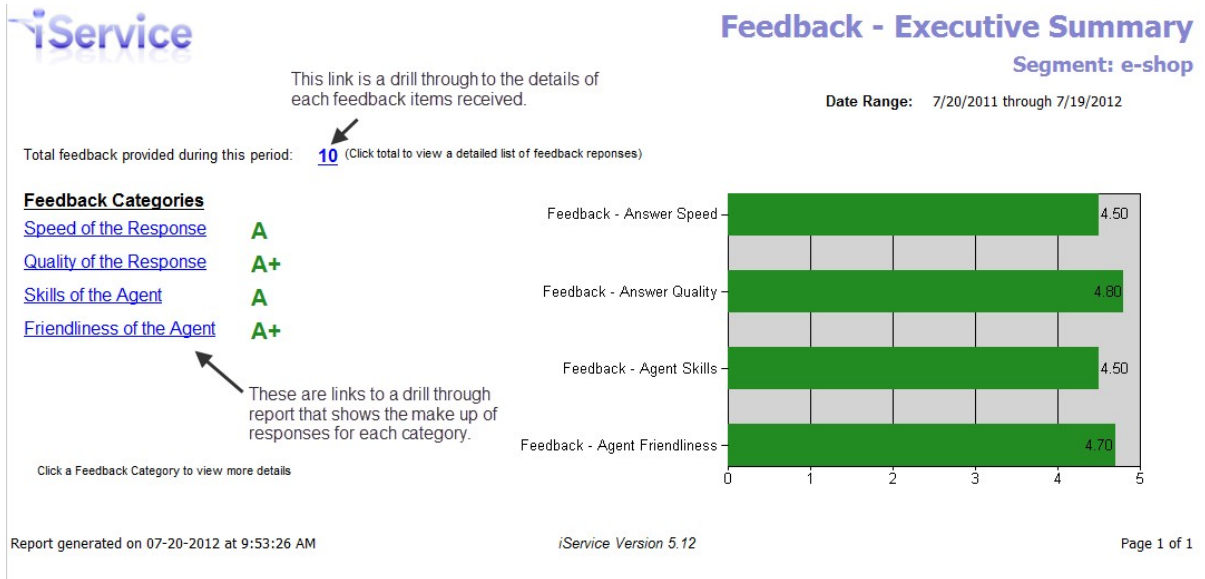 iService
Feedback - Executive Summary
Segment: e-shop
This link is a drill through to the details of
each feedback items received.
Date Range: 7/20/2011 through 7/19/2012
Total feedback provided during this period: 10 (Click total to view a detailed list of feedback reponses)
Feedback Categories
Speed of the Response A
Quality of the Response A+
Skills of the Agent A
Friendliness of the Agent A+
These are links to a drill through
report that shows the make up of
responses for each category.
Click a Feedback Category to view more details
Feedback - Answer Speed 4.50
Feedback - Answer Quality 4.80
Feedback - Agent Skills 4.50
Feedback - Agent Friendliness 4.70
0 1 2 3 4 5
Report generated on 07-20-2012 at 9:53:26 AM
iService Version 5.12
Page 1 of 1